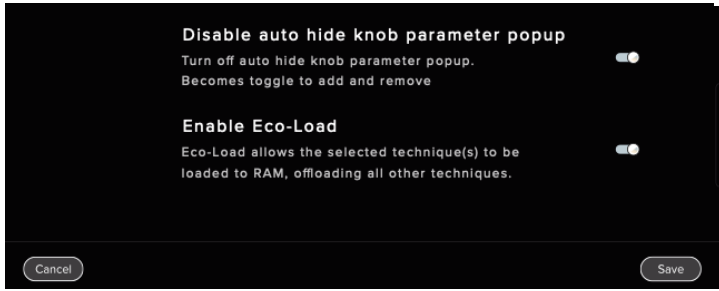 Disable auto hide knob parameter popup
Turn off auto hide knob parameter popup.
Becomes toggle to add and remove
Enable Eco-Load
Eco-Load allows the selected technique(s) to be
loaded to RAM, offloading all other techniques.
Cancel
Save